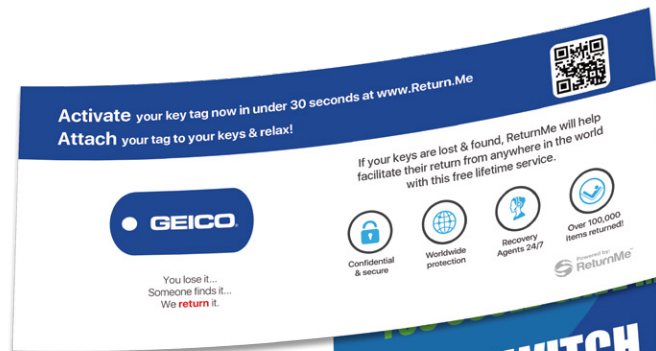 Activate your key tag now in under 30 seconds at www.Return.Me
Attach your tag to your keys & relax!
GEICO.
You lose it...
Someone finds it...
We return it.
If your keys are lost & found, ReturnMe will help
facilitate their return from anywhere in the world
with this free lifetime service.
Confidential
& secure
Worldwide
protection
Recovery
Agents 24/7
Over 100,000
items returned!
Powered by:
ReturnMe™